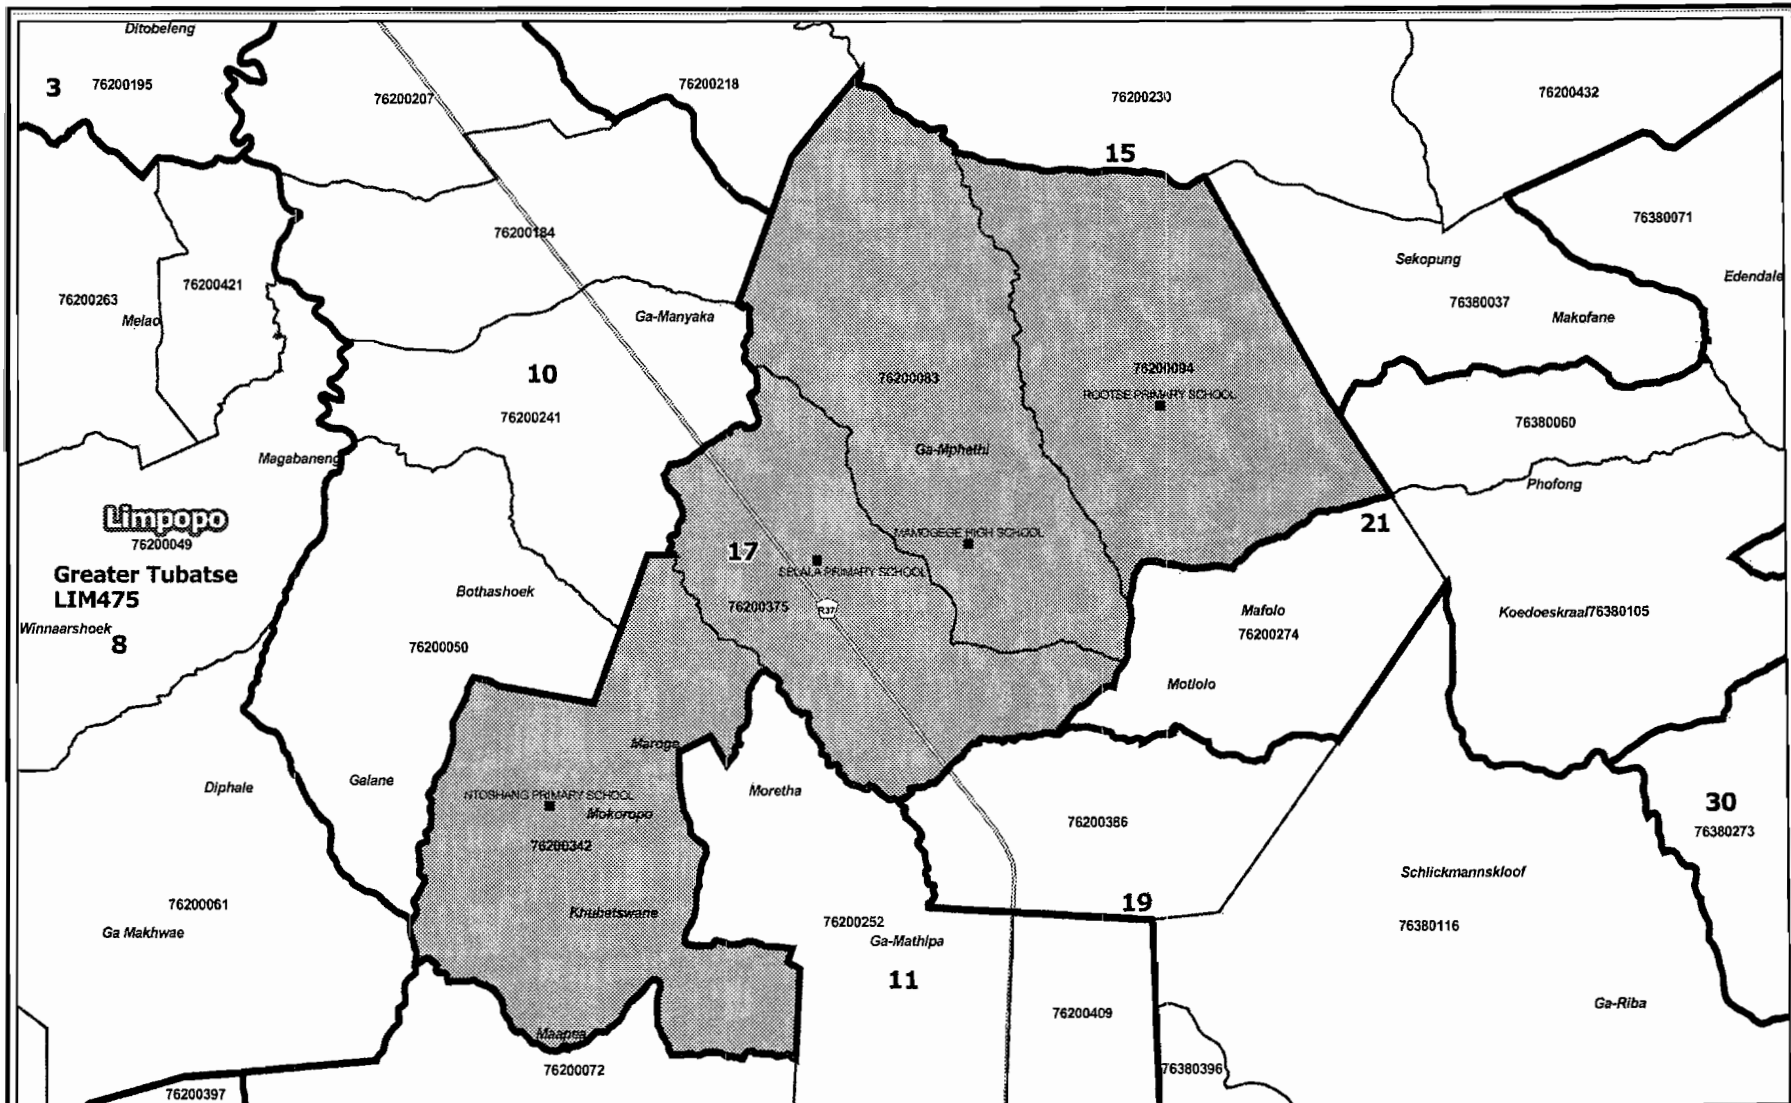 Ditobeleng
3
76200195
76200207
76200218
76200230
76200432
15
76200184
76380071
76200263
76200421
Melao
Ga-Manyaka
Sekopung
76380037
Makofane
Edendale
10
76200241
76200083
76200094
ROOTSE PRIMARY SCHOOL
76380060
Magabaneng
Ga-Mphethi
Phofong
Limpopo
76200049
Greater Tubatse
LIM475
Winnaarshoek
8
17
MAMOGEGE HIGH SCHOOL
21
SELALA PRIMARY SCHOOL
76200375
R37
Bothashoek
76200050
Mafolo
76200274
Motlolo
Koedoeskraal 76380105
Maroga
Diphale
Galane
NTOSHANG PRIMARY SCHOOL
Mokoropo
76200342
Moretha
76200386
30
76380273
Schlickmannskloof
76200061
Ga Makhwae
Khubetswane
76200252
Ga-Mathipa
11
19
76380116
Ga-Riba
76200409
Maapea
76200072
76380396
76200397